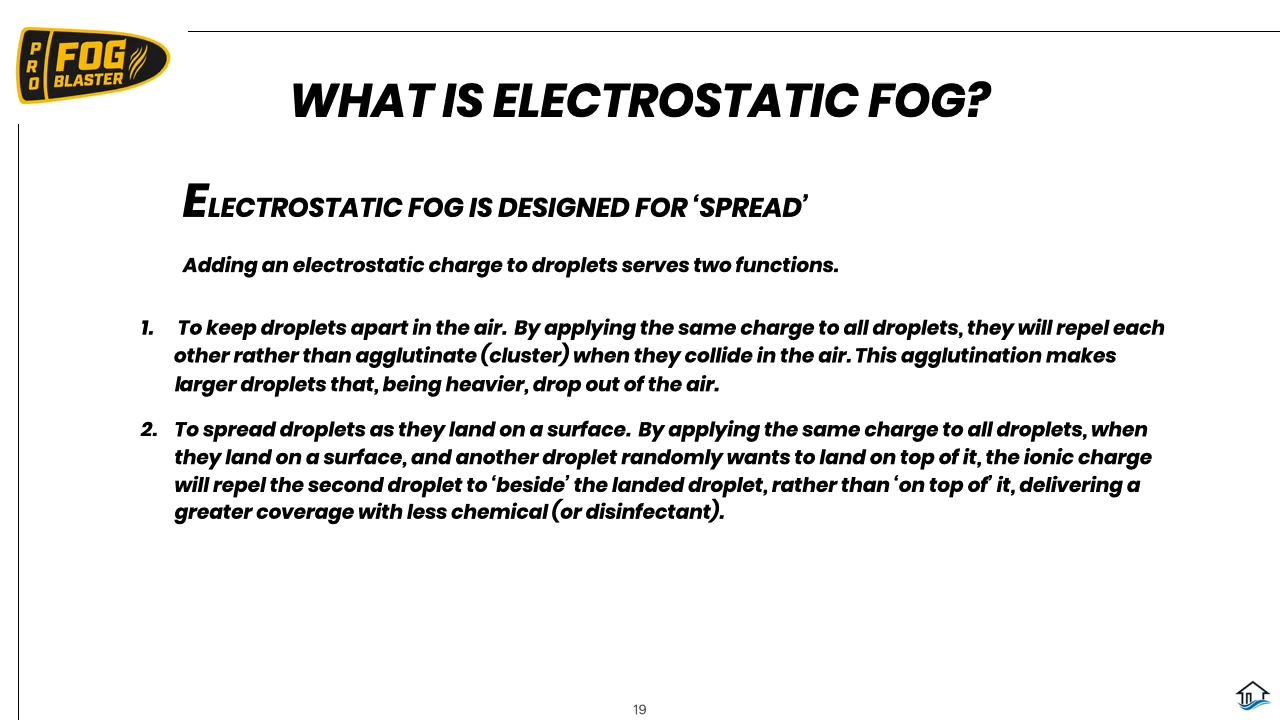 PRO FOG
BLASTER
WHAT IS ELECTROSTATIC FOG?
ELECTROSTATIC FOG IS DESIGNED FOR ‘SPREAD’
Adding an electrostatic charge to droplets serves two functions.
1. To keep droplets apart in the air. By applying the same charge to all droplets, they will repel each
other rather than agglutinate (cluster) when they collide in the air. This agglutination makes
larger droplets that, being heavier, drop out of the air.
2. To spread droplets as they land on a surface. By applying the same charge to all droplets, when
they land on a surface, and another droplet randomly wants to land on top of it, the ionic charge
will repel the second droplet to ‘beside’ the landed droplet, rather than ‘on top of’ it, delivering a
greater coverage with less chemical (or disinfectant).
19